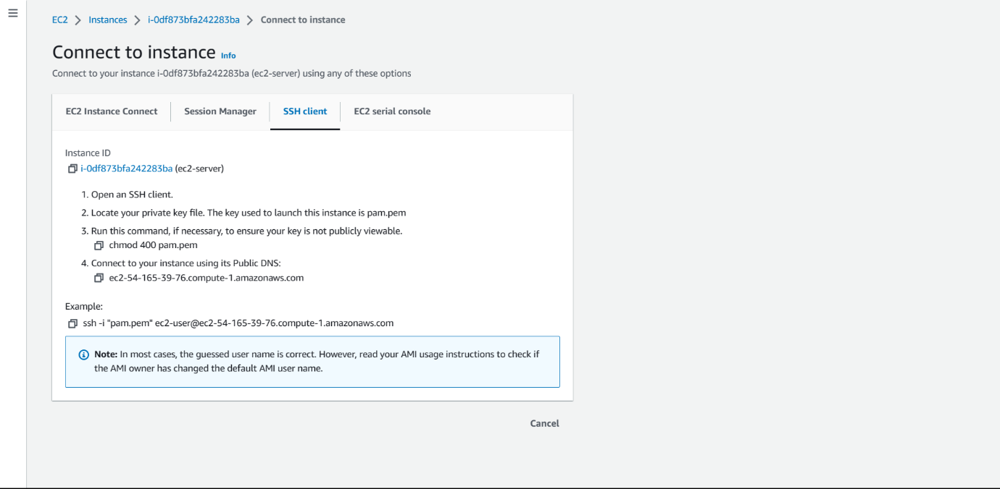 EC2 > Instances > i-0df873bfa242283ba > Connect to instance
Connect to instance Info
Connect to your instance i-0df873bfa242283ba (ec2-server) using any of these options
EC2 Instance Connect Session Manager SSH client EC2 serial console
Instance ID
i-0df873bfa242283ba (ec2-server)
1. Open an SSH client.
2. Locate your private key file. The key used to launch this instance is pam.pem
3. Run this command, if necessary, to ensure your key is not publicly viewable.
chmod 400 pam.pem
4. Connect to your instance using its Public DNS:
ec2-54-165-39-76.compute-1.amazonaws.com
Example:
ssh -i "pam.pem" ec2-user@ec2-54-165-39-76.compute-1.amazonaws.com
Note: In most cases, the guessed user name is correct. However, read your AMI usage instructions to check if
the AMI owner has changed the default AMI user name.
Cancel